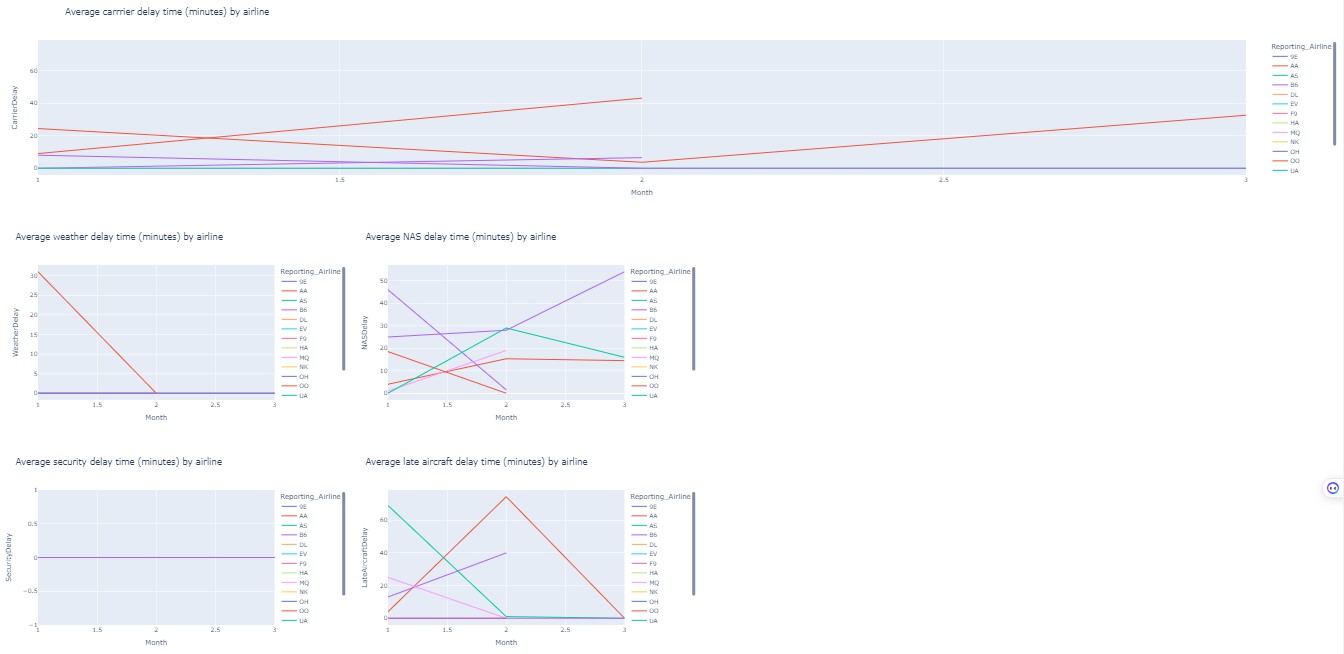 Average carrrier delay time (minutes) by airline
CarrierDelay
60
40
20
0
1
1.5
2
2.5
3
Month
Reporting_Airline
9E
AA
AS
B6
DL
EV
F9
HA
MQ
NK
OH
OO
UA
Average weather delay time (minutes) by airline
WeatherDelay
30
25
20
15
10
5
0
1
1.5
2
2.5
3
Month
Reporting_Airline
9E
AA
AS
B6
DL
EV
F9
HA
MQ
NK
OH
OO
UA
Average NAS delay time (minutes) by airline
NASDelay
50
40
30
20
10
0
1
1.5
2
2.5
3
Month
Reporting_Airline
9E
AA
AS
B6
DL
EV
F9
HA
MQ
NK
OH
OO
UA
Average security delay time (minutes) by airline
SecurityDelay
1
0.5
0
−0.5
−1
1
1.5
2
2.5
3
Month
Reporting_Airline
9E
AA
AS
B6
DL
EV
F9
HA
MQ
NK
OH
OO
UA
Average late aircraft delay time (minutes) by airline
LateAircraftDelay
60
40
20
0
1
1.5
2
2.5
3
Month
Reporting_Airline
9E
AA
AS
B6
DL
EV
F9
HA
MQ
NK
OH
OO
UA